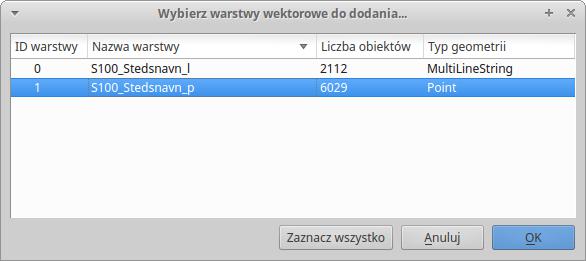 Wybierz warstwy wektorowe do dodania...
ID warstwy Nazwa warstwy Liczba obiektów Typ geometrii
0 S100_Stedsnavn_l 2112 MultiLineString
1 S100_Stedsnavn_p 6029 Point
Zaznacz wszystko Anuluj OK